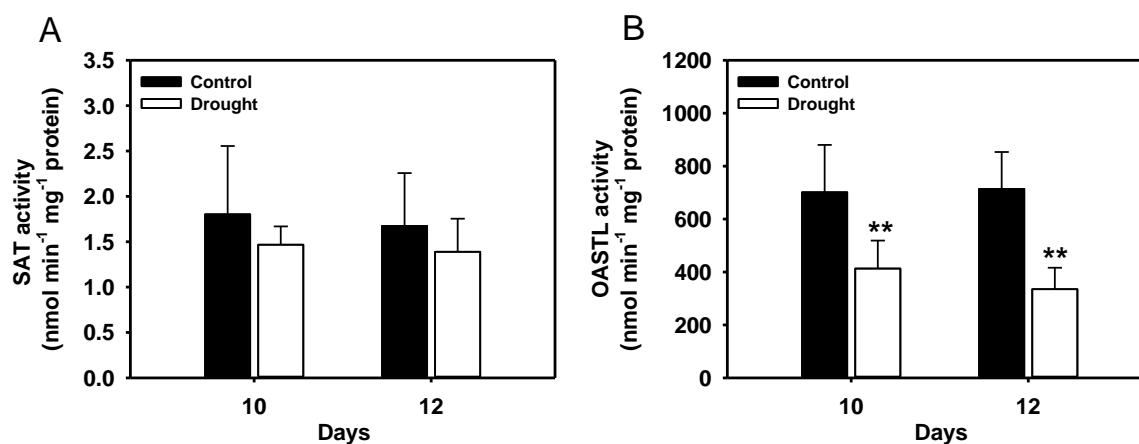 A
SAT activity
(nmol min-1 mg-1 protein)
3.5
3.0
2.5
2.0
1.5
1.0
0.5
0.0
Control
Drought
10
12
Days
B
OASTL activity
(nmol min-1 mg-1 protein)
1200
1000
800
600
400
200
0
Control
Drought
**
**
10
12
Days